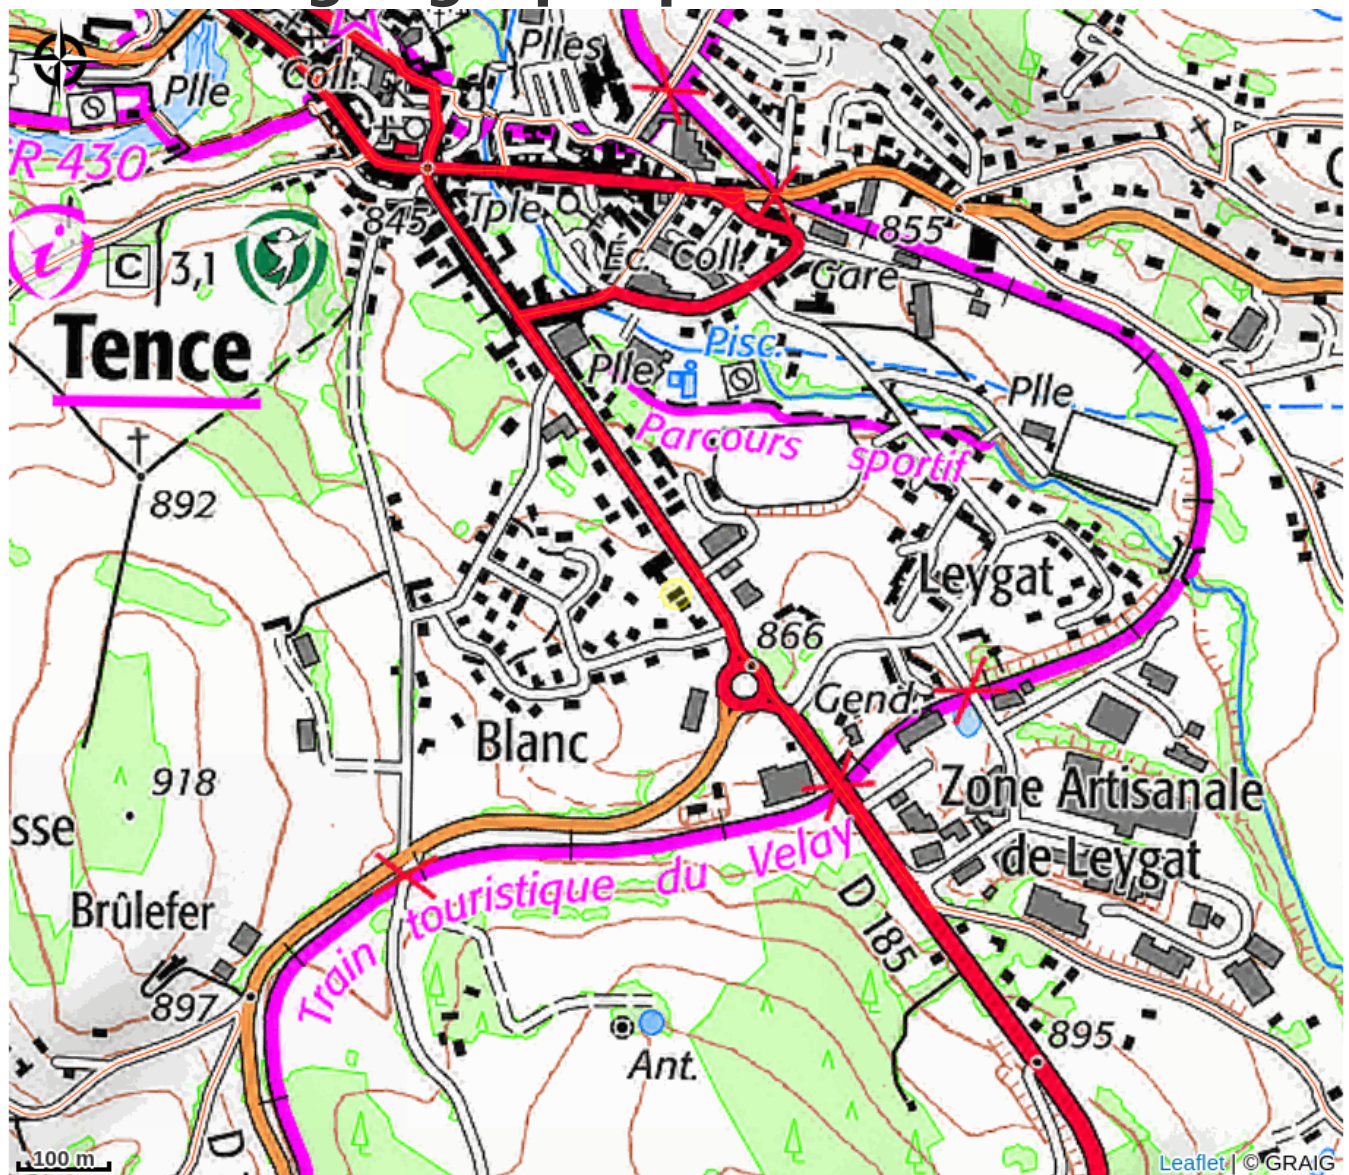 Plles
Coll.
Plle
R 430
845
Tple
855
i
C
3,1
Éc.
Coll.
Gare
Tence
Pisc.
Plle
Plle
Parcours sportif
892
Leygat
866
Gend.
Blanc
918
sse
Zone Artisanale
de Leygat
Brûlefer
Train touristique du Velay
D 185
897
895
Ant.
D
100 m
Leaflet | © GRAIG